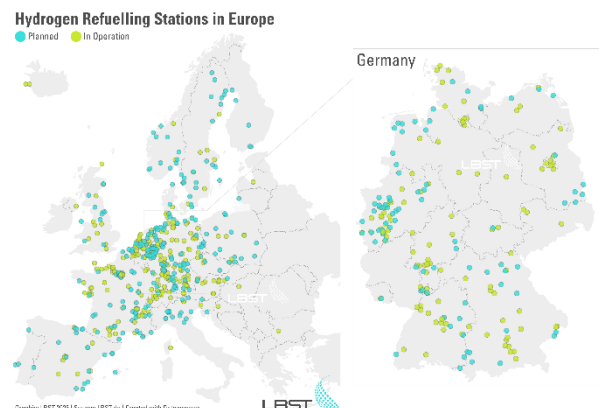 Hydrogen Refuelling Stations in Europe
Planned In Operation
Germany
LBST
LBST
LBST